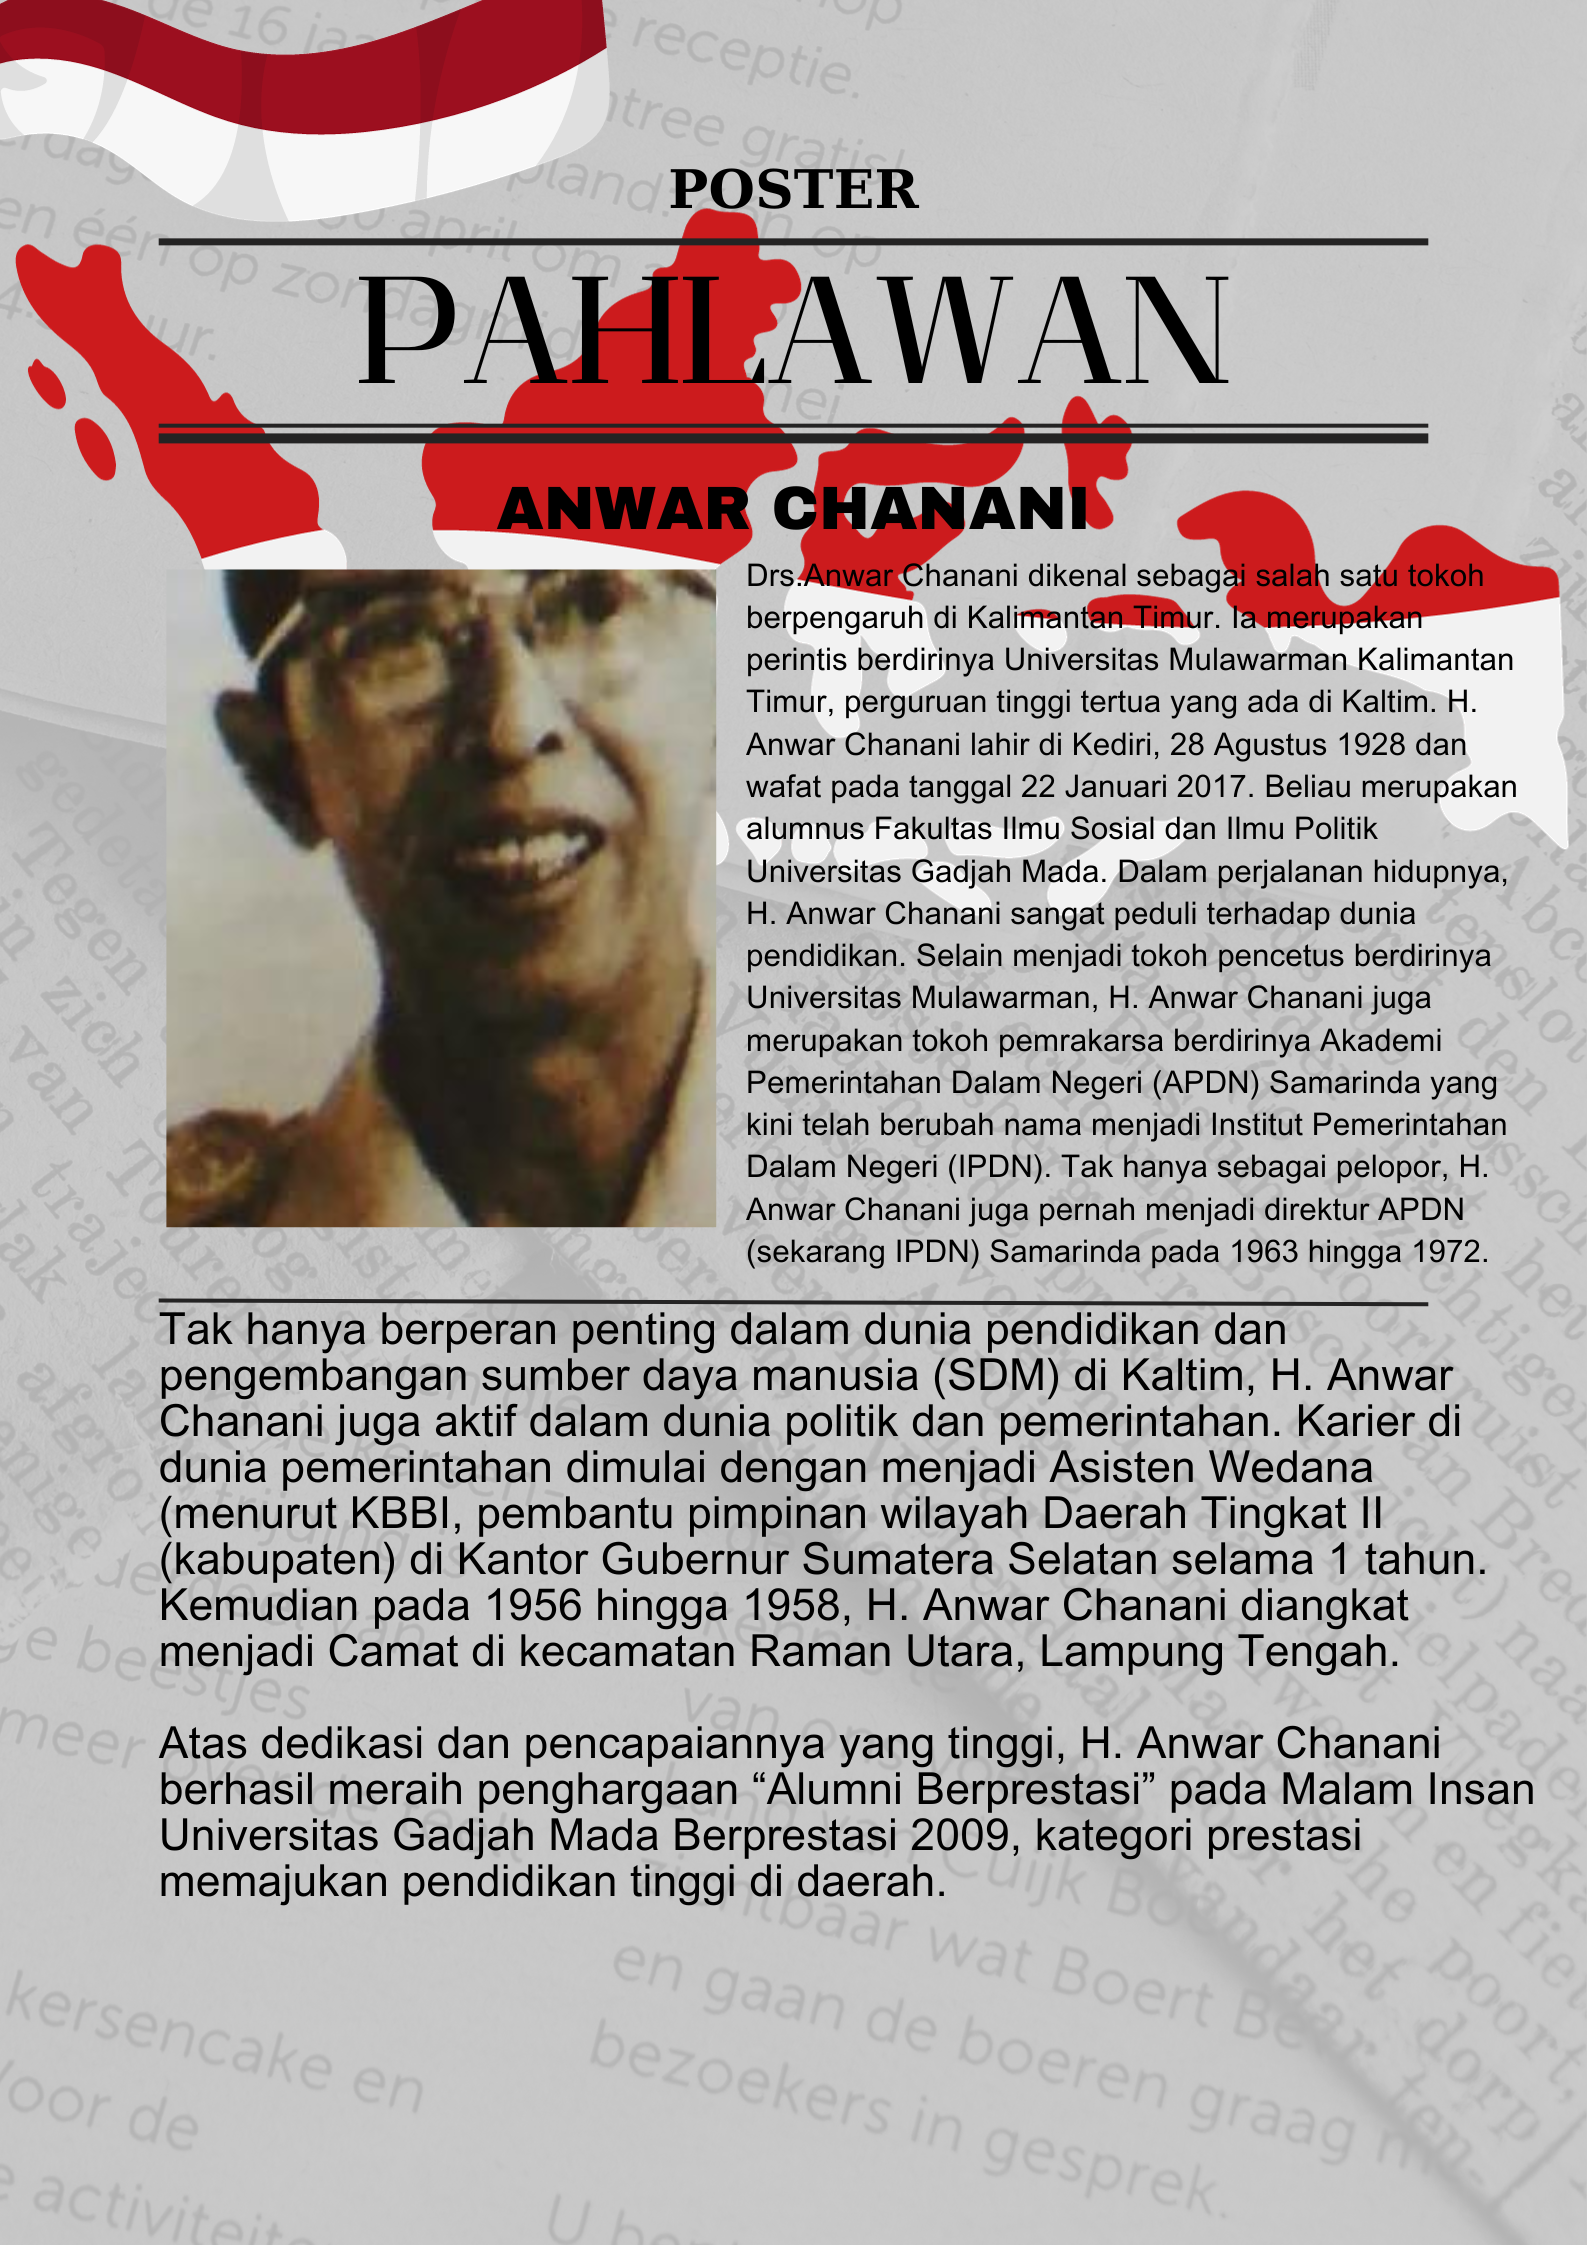 POSTER
PAHLAWAN
ANWAR CHANANI
Drs.Anwar Chanani dikenal sebagai salah satu tokoh
berpengaruh di Kalimantan Timur. Ia merupakan
perintis berdirinya Universitas Mulawarman Kalimantan
Timur, perguruan tinggi tertua yang ada di Kaltim. H.
Anwar Chanani lahir di Kediri, 28 Agustus 1928 dan
wafat pada tanggal 22 Januari 2017. Beliau merupakan
alumnus Fakultas Ilmu Sosial dan Ilmu Politik
Universitas Gadjah Mada. Dalam perjalanan hidupnya,
H. Anwar Chanani sangat peduli terhadap dunia
pendidikan. Selain menjadi tokoh pencetus berdirinya
Universitas Mulawarman, H. Anwar Chanani juga
merupakan tokoh pemrakarsa berdirinya Akademi
Pemerintahan Dalam Negeri (APDN) Samarinda yang
kini telah berubah nama menjadi Institut Pemerintahan
Dalam Negeri (IPDN). Tak hanya sebagai pelopor, H.
Anwar Chanani juga pernah menjadi direktur APDN
(sekarang IPDN) Samarinda pada 1963 hingga 1972.
Tak hanya berperan penting dalam dunia pendidikan dan
pengembangan sumber daya manusia (SDM) di Kaltim, H. Anwar
Chanani juga aktif dalam dunia politik dan pemerintahan. Karier di
dunia pemerintahan dimulai dengan menjadi Asisten Wedana
(menurut KBBI, pembantu pimpinan wilayah Daerah Tingkat II
(kabupaten) di Kantor Gubernur Sumatera Selatan selama 1 tahun.
Kemudian pada 1956 hingga 1958, H. Anwar Chanani diangkat
menjadi Camat di kecamatan Raman Utara, Lampung Tengah.
Atas dedikasi dan pencapaiannya yang tinggi, H. Anwar Chanani
berhasil meraih penghargaan “Alumni Berprestasi” pada Malam Insan
Universitas Gadjah Mada Berprestasi 2009, kategori prestasi
memajukan pendidikan tinggi di daerah.
en gaan de boeren graag
bezoekers in gesprek.
kersencake en
de